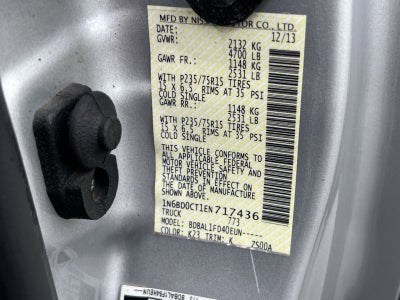 MFD BY NISSAN MOTOR CO., LTD.
DATE: 12/13
GVWR: 2132 KG
4700 LB
GAWR FR.: 1148 KG
2531 LB
WITH P235/75R15 TIRES
15 X 6.5 RIMS AT 35 PSI
COLD SINGLE
GAWR RR.: 1148 KG
2531 LB
WITH P235/75R15 TIRES
15 X 6.5 RIMS AT 35 PSI
COLD SINGLE
THIS VEHICLE CONFORMS TO
ALL APPLICABLE FEDERAL
MOTOR VEHICLE SAFETY
STANDARDS IN EFFECT ON
THE DATE OF MANUFACTURE
SHOWN ABOVE.
1N6BD0CT1EN717436
TRUCK 773
MODEL: BDBAL1FD40EUN-----
COLOR: K23 TRIM: K ZS00A